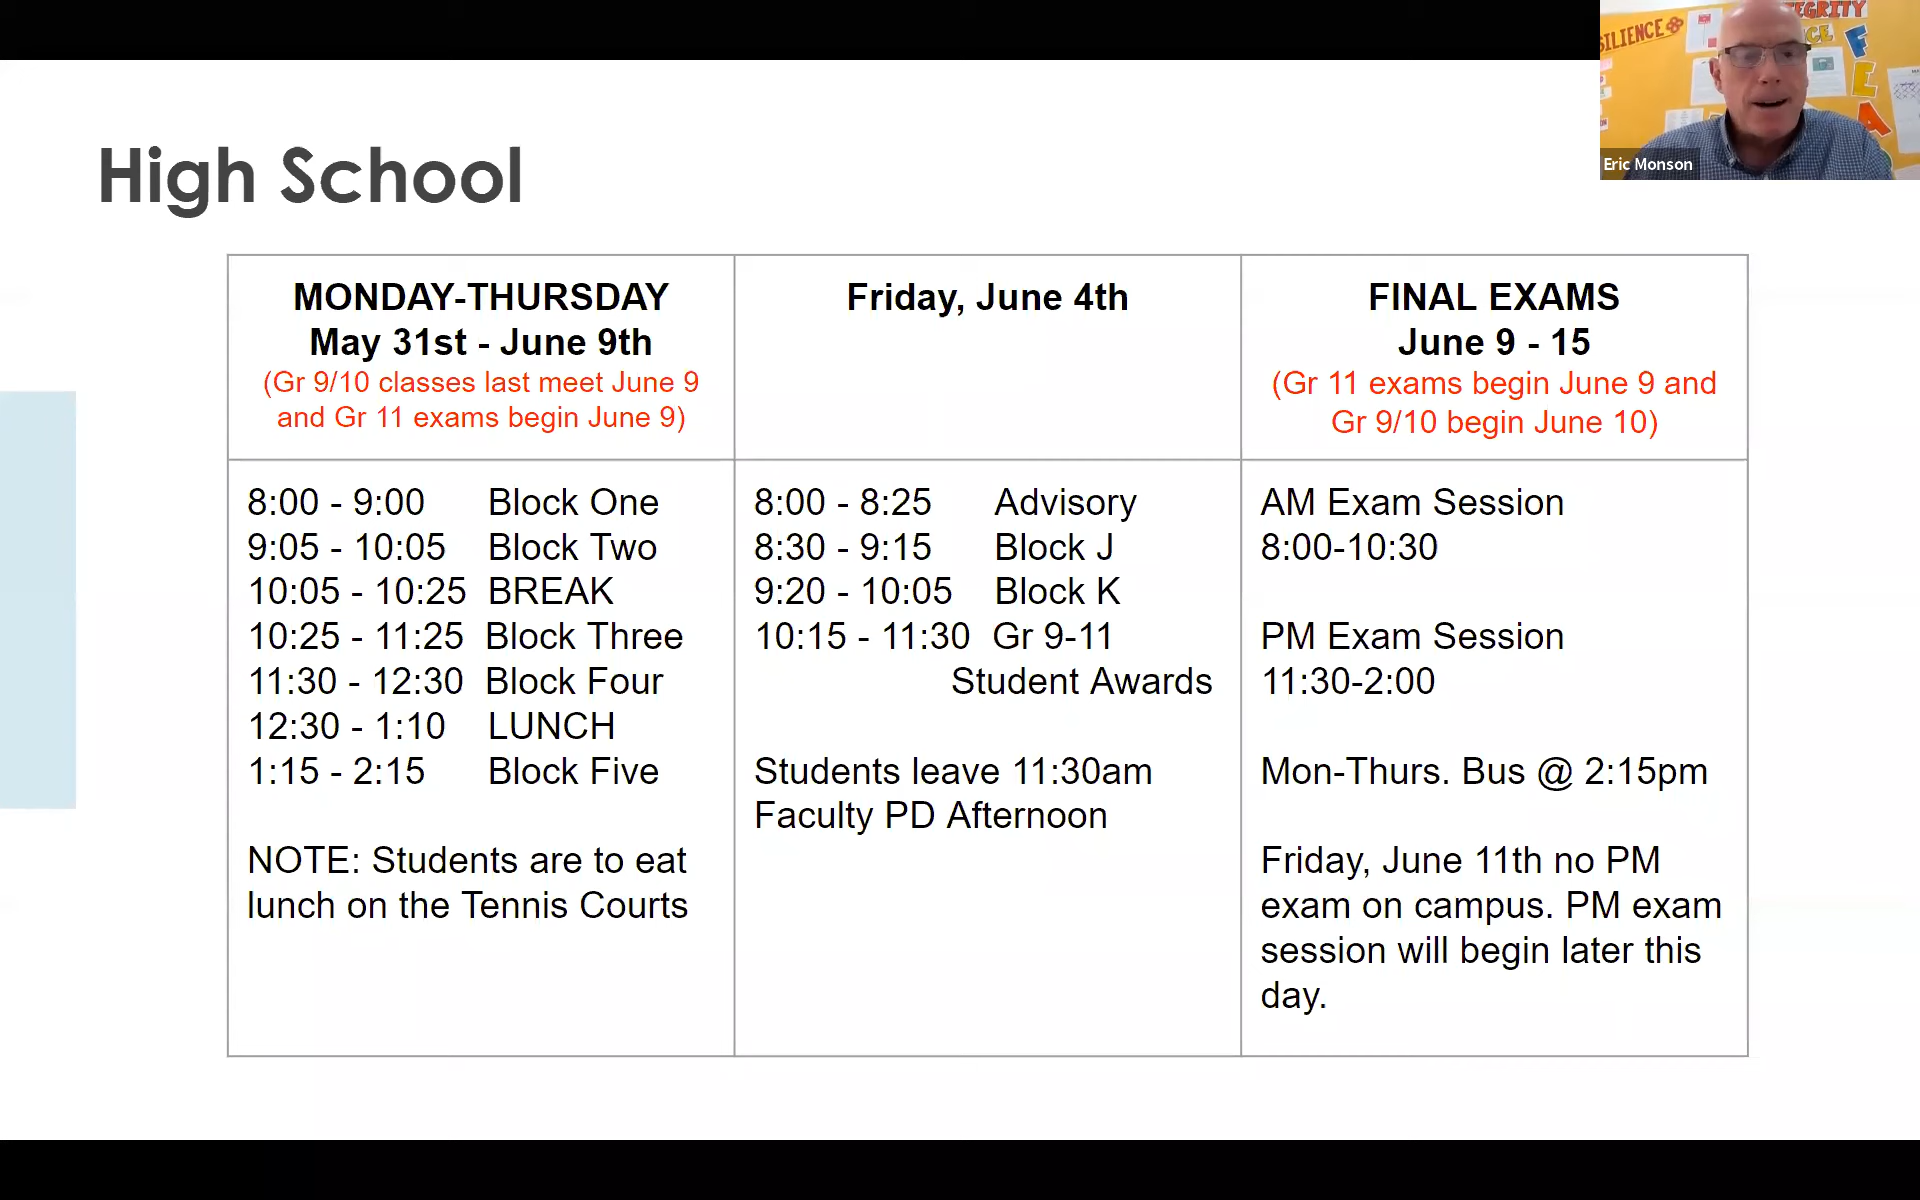 SILIENCE
EGRITY
CE
F
E
A
Eric Monson
High School
MONDAY-THURSDAY
May 31st - June 9th
(Gr 9/10 classes last meet June 9
and Gr 11 exams begin June 9)
Friday, June 4th
FINAL EXAMS
June 9 - 15
(Gr 11 exams begin June 9 and
Gr 9/10 begin June 10)
8:00 - 9:00 Block One
9:05 - 10:05 Block Two
10:05 - 10:25 BREAK
10:25 - 11:25 Block Three
11:30 - 12:30 Block Four
12:30 - 1:10 LUNCH
1:15 - 2:15 Block Five
NOTE: Students are to eat
lunch on the Tennis Courts
8:00 - 8:25 Advisory
8:30 - 9:15 Block J
9:20 - 10:05 Block K
10:15 - 11:30 Gr 9-11
Student Awards
Students leave 11:30am
Faculty PD Afternoon
AM Exam Session
8:00-10:30
PM Exam Session
11:30-2:00
Mon-Thurs. Bus @ 2:15pm
Friday, June 11th no PM
exam on campus. PM exam
session will begin later this
day.